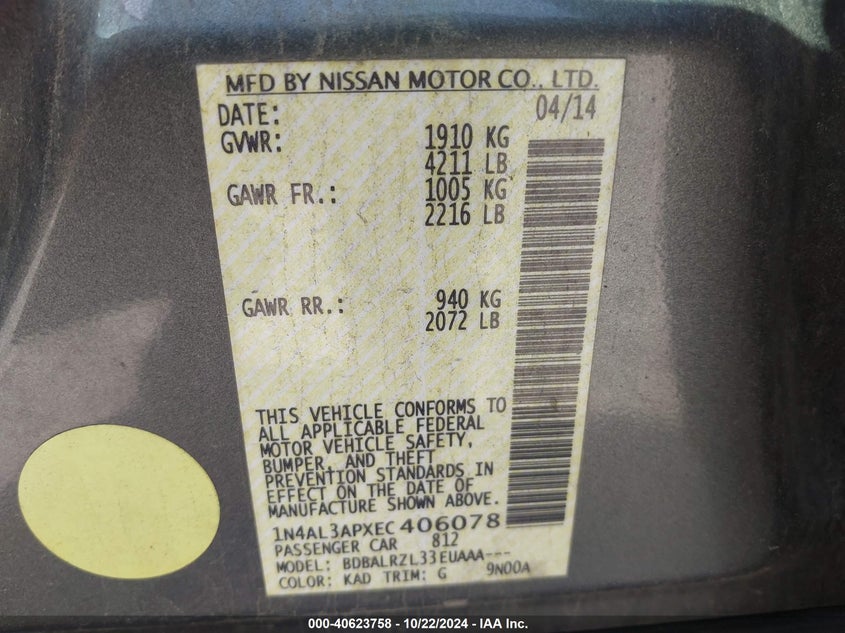 MFD BY NISSAN MOTOR CO., LTD.
DATE: 04/14
GVWR: 1910 KG
4211 LB
GAWR FR.: 1005 KG
2216 LB
GAWR RR.: 940 KG
2072 LB
THIS VEHICLE CONFORMS TO
ALL APPLICABLE FEDERAL
MOTOR VEHICLE SAFETY,
BUMPER, AND THEFT
PREVENTION STANDARDS IN
EFFECT ON THE DATE OF
MANUFACTURE SHOWN ABOVE.
1N4AL3APXEC406078
PASSENGER CAR 812
MODEL: BDBALRZL33EUAAA---
COLOR: KAD TRIM: G 9N00A
000-40623758 - 10/22/2024 - IAA Inc.